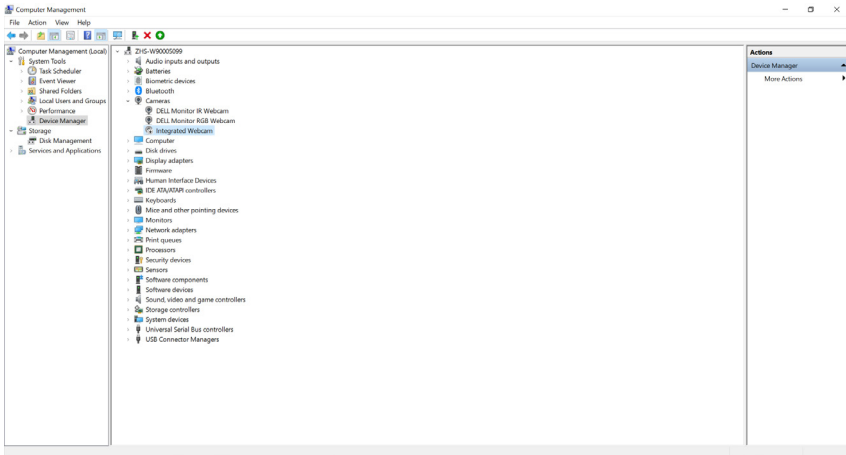 Computer Management
File Action View Help
Computer Management (Local)
System Tools
Task Scheduler
Event Viewer
Shared Folders
Local Users and Groups
Performance
Device Manager
Storage
Disk Management
Services and Applications
ZHS-W90005099
Audio inputs and outputs
Batteries
Biometric devices
Bluetooth
Cameras
DELL Monitor IR Webcam
DELL Monitor RGB Webcam
Integrated Webcam
Computer
Disk drives
Display adapters
Firmware
Human Interface Devices
IDE ATA/ATAPI controllers
Keyboards
Mice and other pointing devices
Monitors
Network adapters
Print queues
Processors
Security devices
Sensors
Software components
Software devices
Sound, video and game controllers
Storage controllers
System devices
Universal Serial Bus controllers
USB Connector Managers
Actions
Device Manager
More Actions